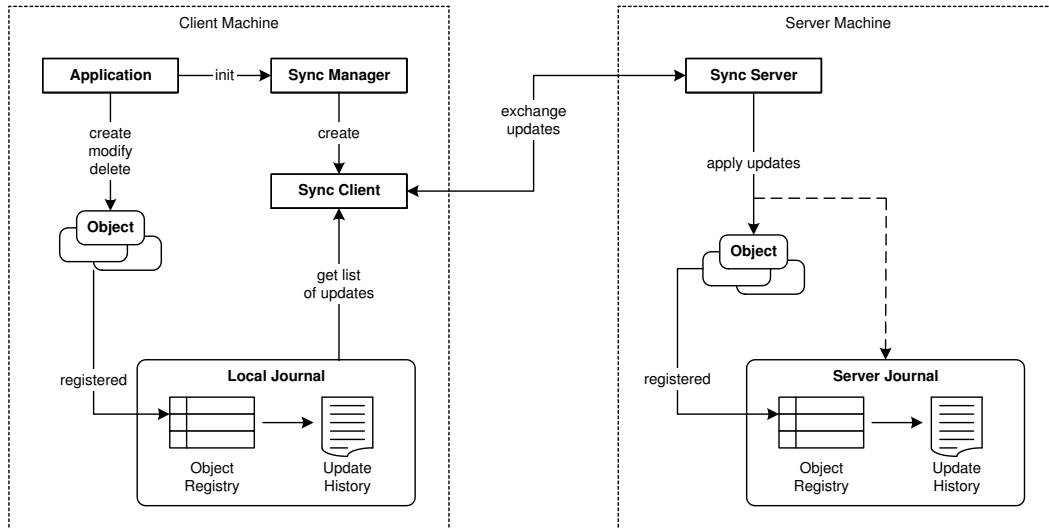 Client Machine
Application
init
Sync Manager
create
modify
delete
create
Sync Client
Object
get list
of updates
registered
Local Journal
Object
Registry
Update
History
exchange
updates
Server Machine
Sync Server
apply updates
Object
registered
Server Journal
Object
Registry
Update
History